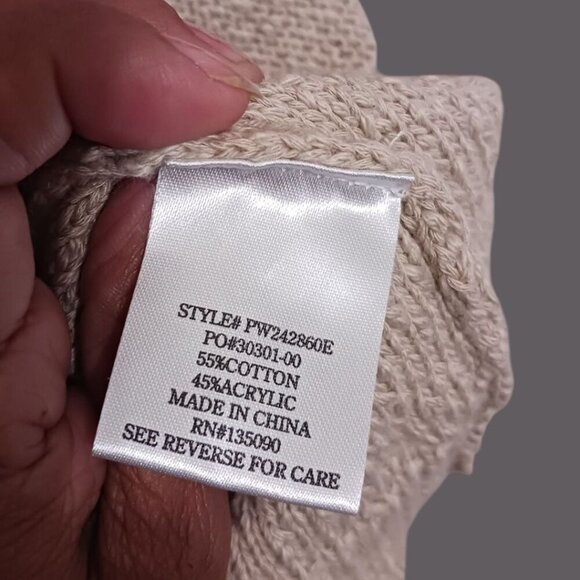 STYLE# PW242860E
PO#30301-00
55%COTTON
45%ACRYLIC
MADE IN CHINA
RN#135090
SEE REVERSE FOR CARE